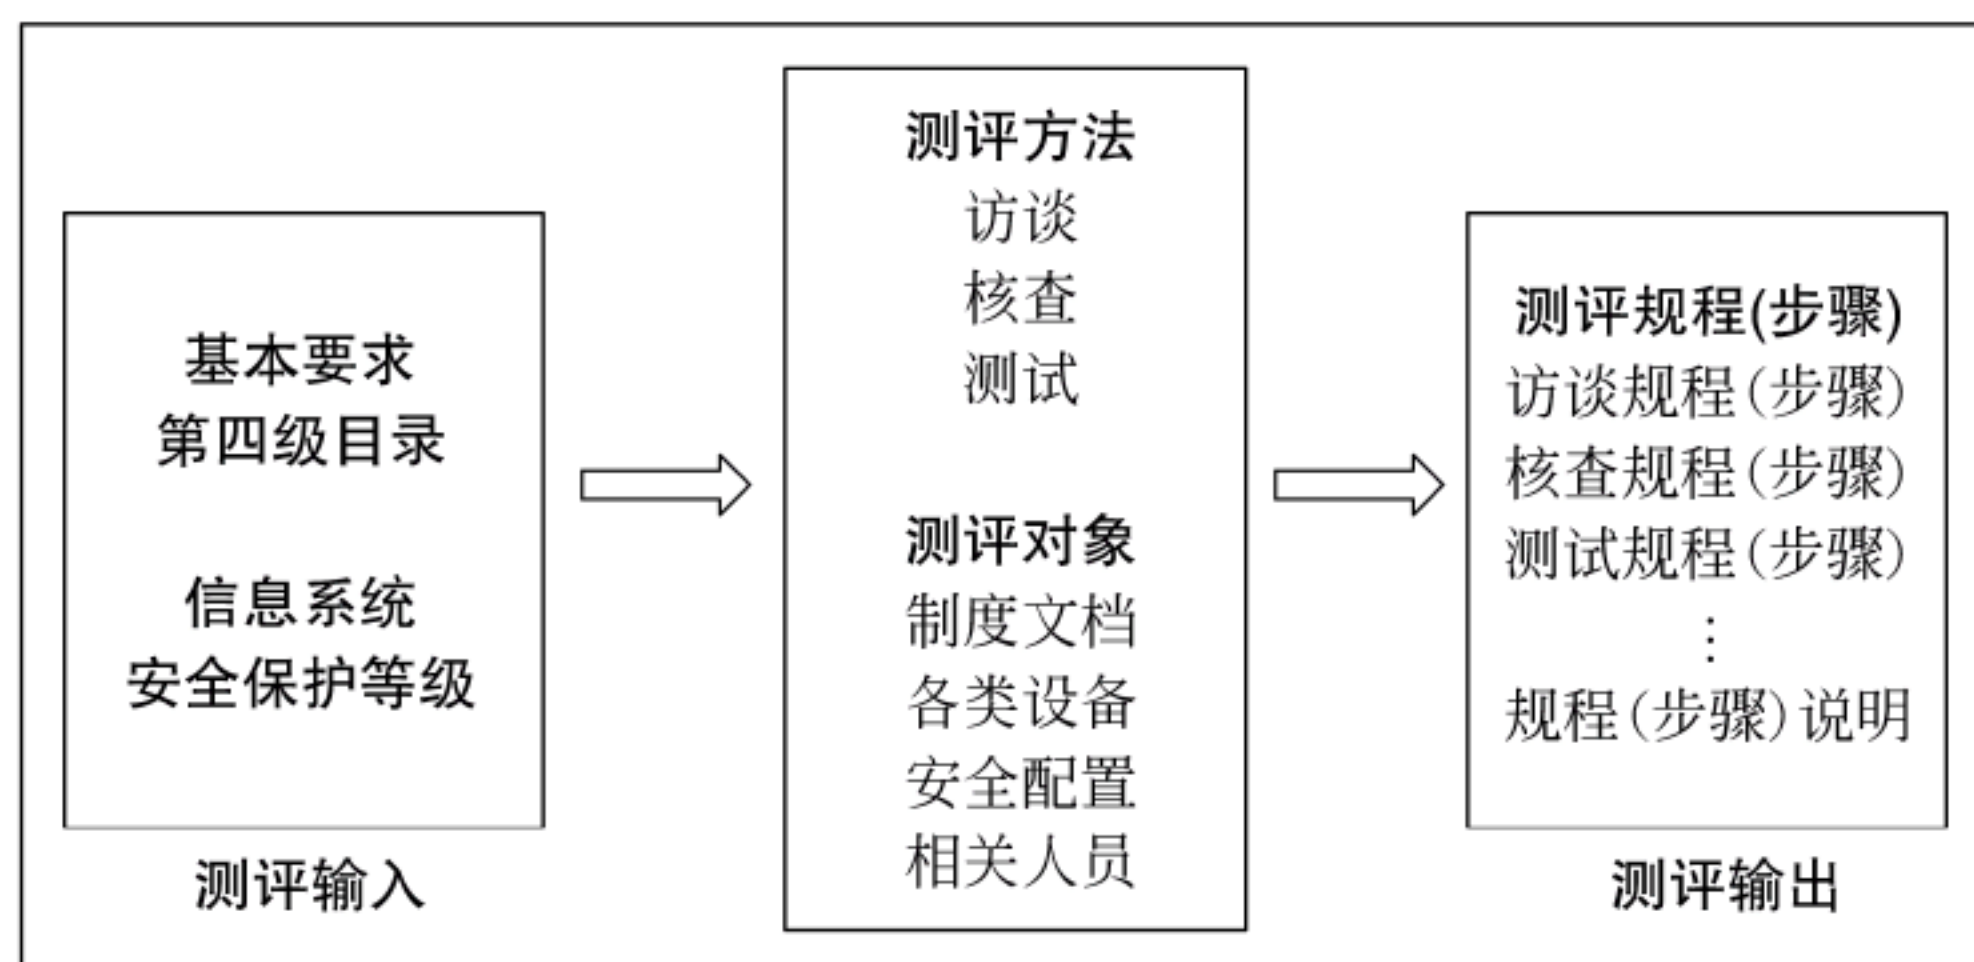 基本要求
第四级目录
信息系统
安全保护等级
测评输入
测评方法
访谈
核查
测试
测评对象
制度文档
各类设备
安全配置
相关人员
测评规程(步骤)
访谈规程(步骤)
核查规程(步骤)
测试规程(步骤)
⋮
规程(步骤)说明
测评输出